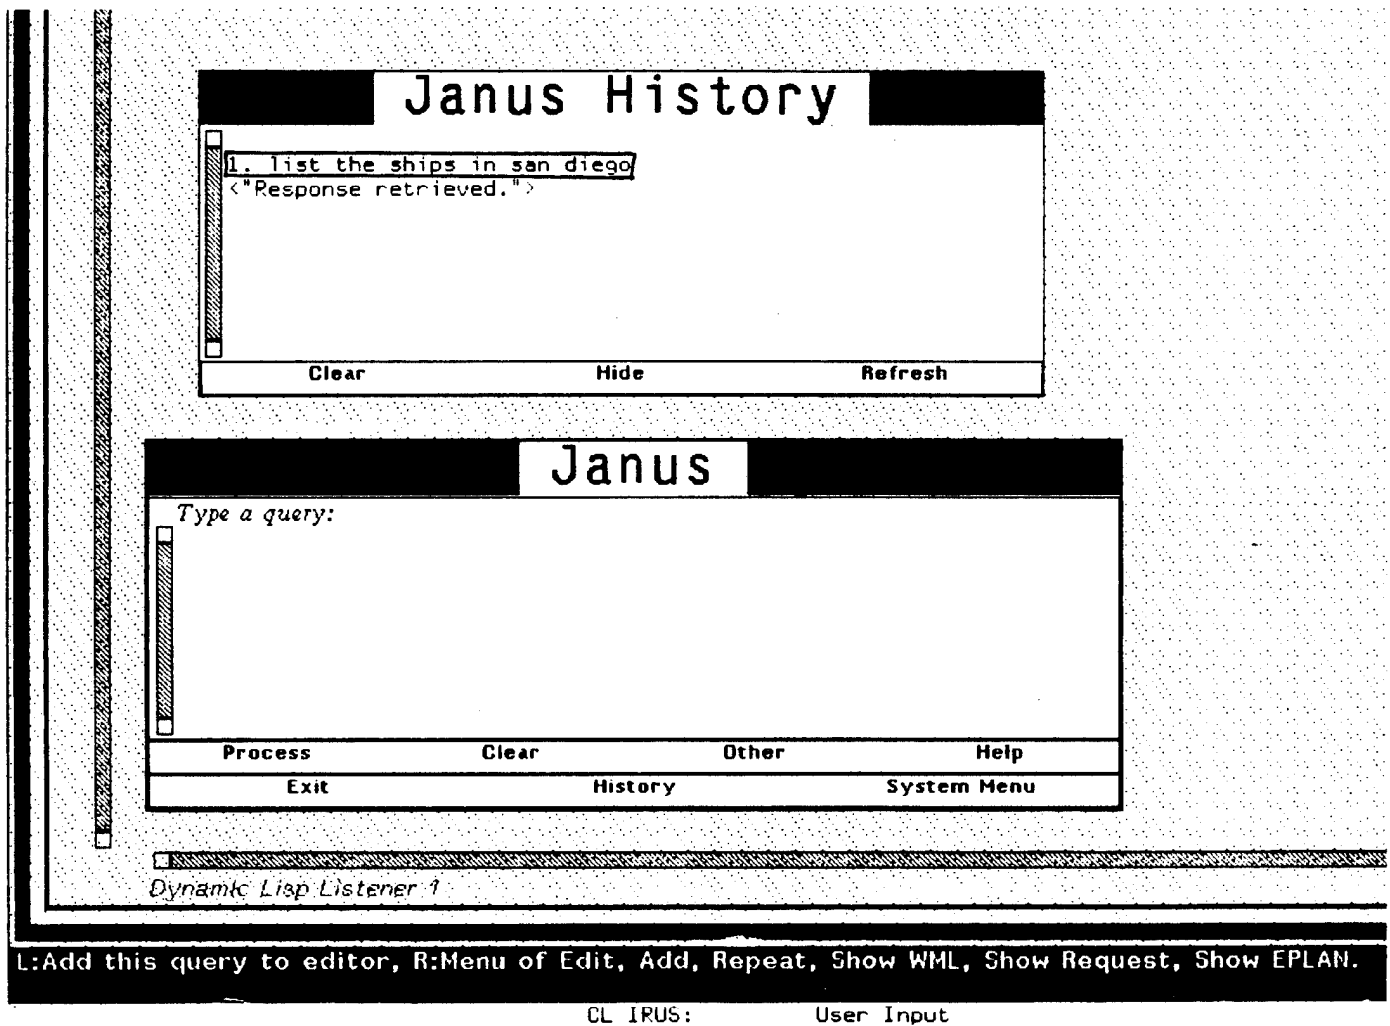 Janus History
1. list the ships in san diego
<"Response retrieved.">
Clear Hide Refresh
Janus
Type a query:
Process Clear Other Help
Exit History System Menu
Dynamic Lisp Listener 1
L:Add this query to editor, R:Menu of Edit, Add, Repeat, Show WML, Show Request, Show EPLAN.
CL IRUS: User Input